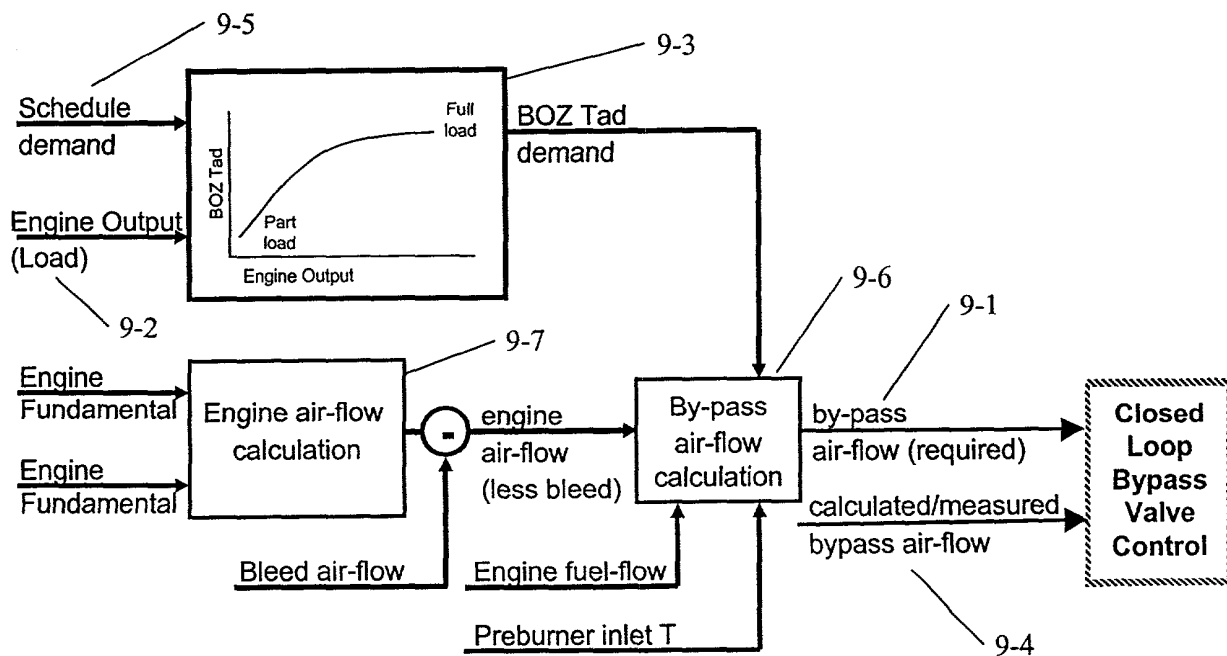 9-5
9-3
Schedule
demand
BOZ Tad
Full
load
Part
load
Engine Output
BOZ Tad
demand
Engine Output
(Load)
9-2
9-6
9-1
9-7
Engine
Fundamental
Engine
Fundamental
Engine air-flow
calculation
-
engine
air-flow
(less bleed)
By-pass
air-flow
calculation
by-pass
air-flow (required)
calculated/measured
bypass air-flow
Closed
Loop
Bypass
Valve
Control
Bleed air-flow
Engine fuel-flow
Preburner inlet T
9-4